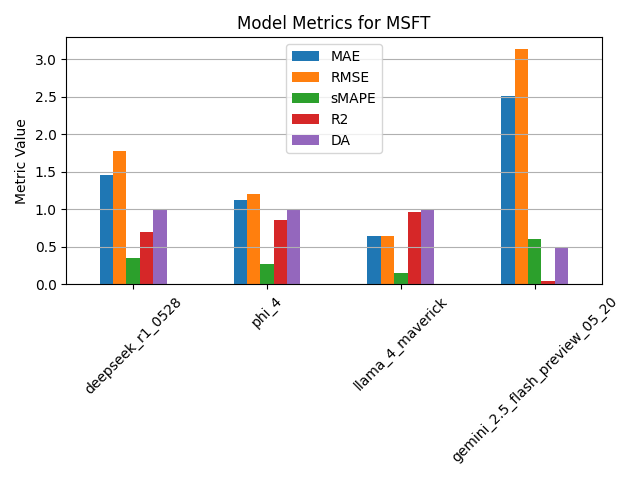 Model Metrics for MSFT
Metric Value
3.0
2.5
2.0
1.5
1.0
0.5
0.0
MAE
RMSE
sMAPE
R2
DA
deepseek_r1_0528
phi_4
llama_4_maverick
gemini_2.5_flash_preview_05_20